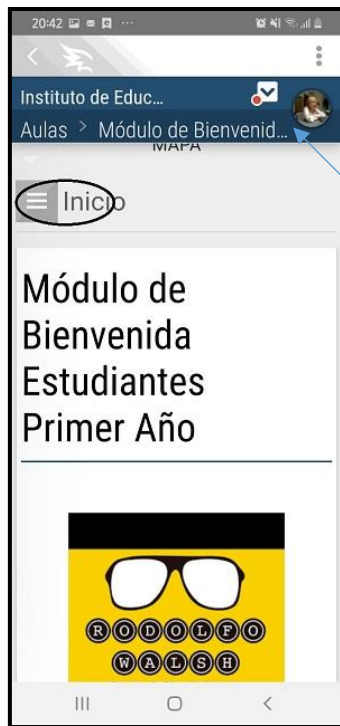 20:42
Instituto de Educ...
Aulas > Módulo de Bienvenid...
MAPA
Inicio
Módulo de
Bienvenida
Estudiantes
Primer Año
RODOLFO
WALSH